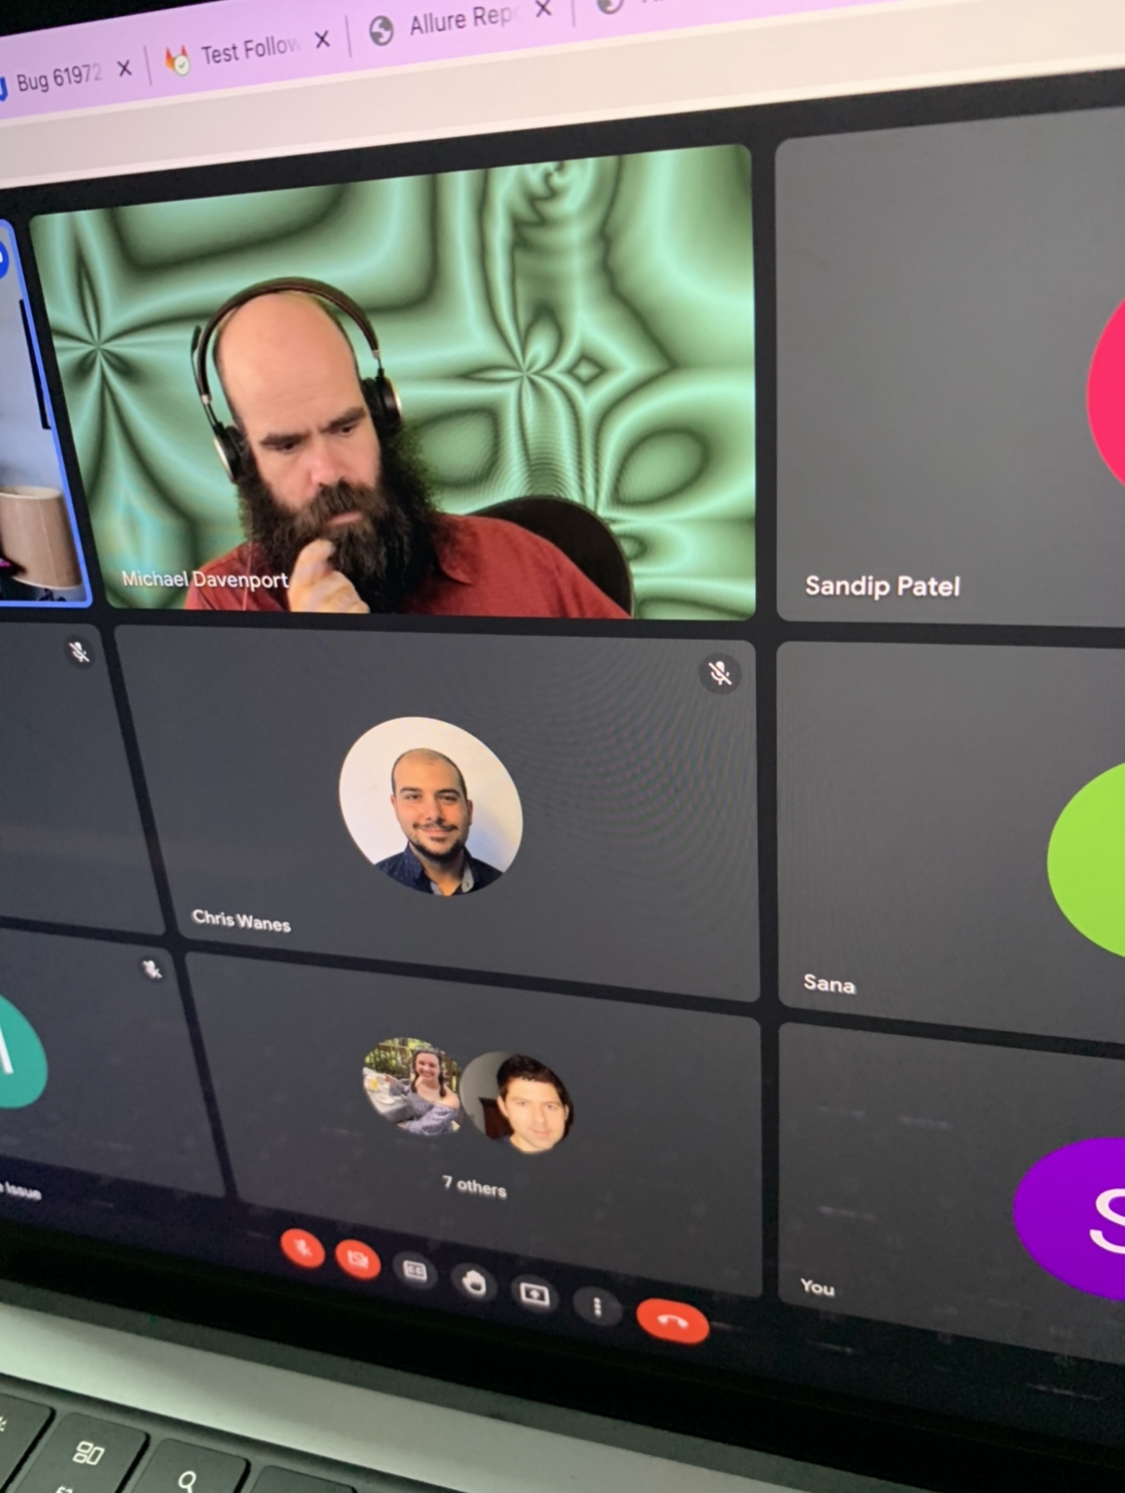 Bug 61972
Test Follow
Allure Rep
Michael Davenport
Sandip Patel
Chris Wanes
Sana
7 others
Issue
You
S